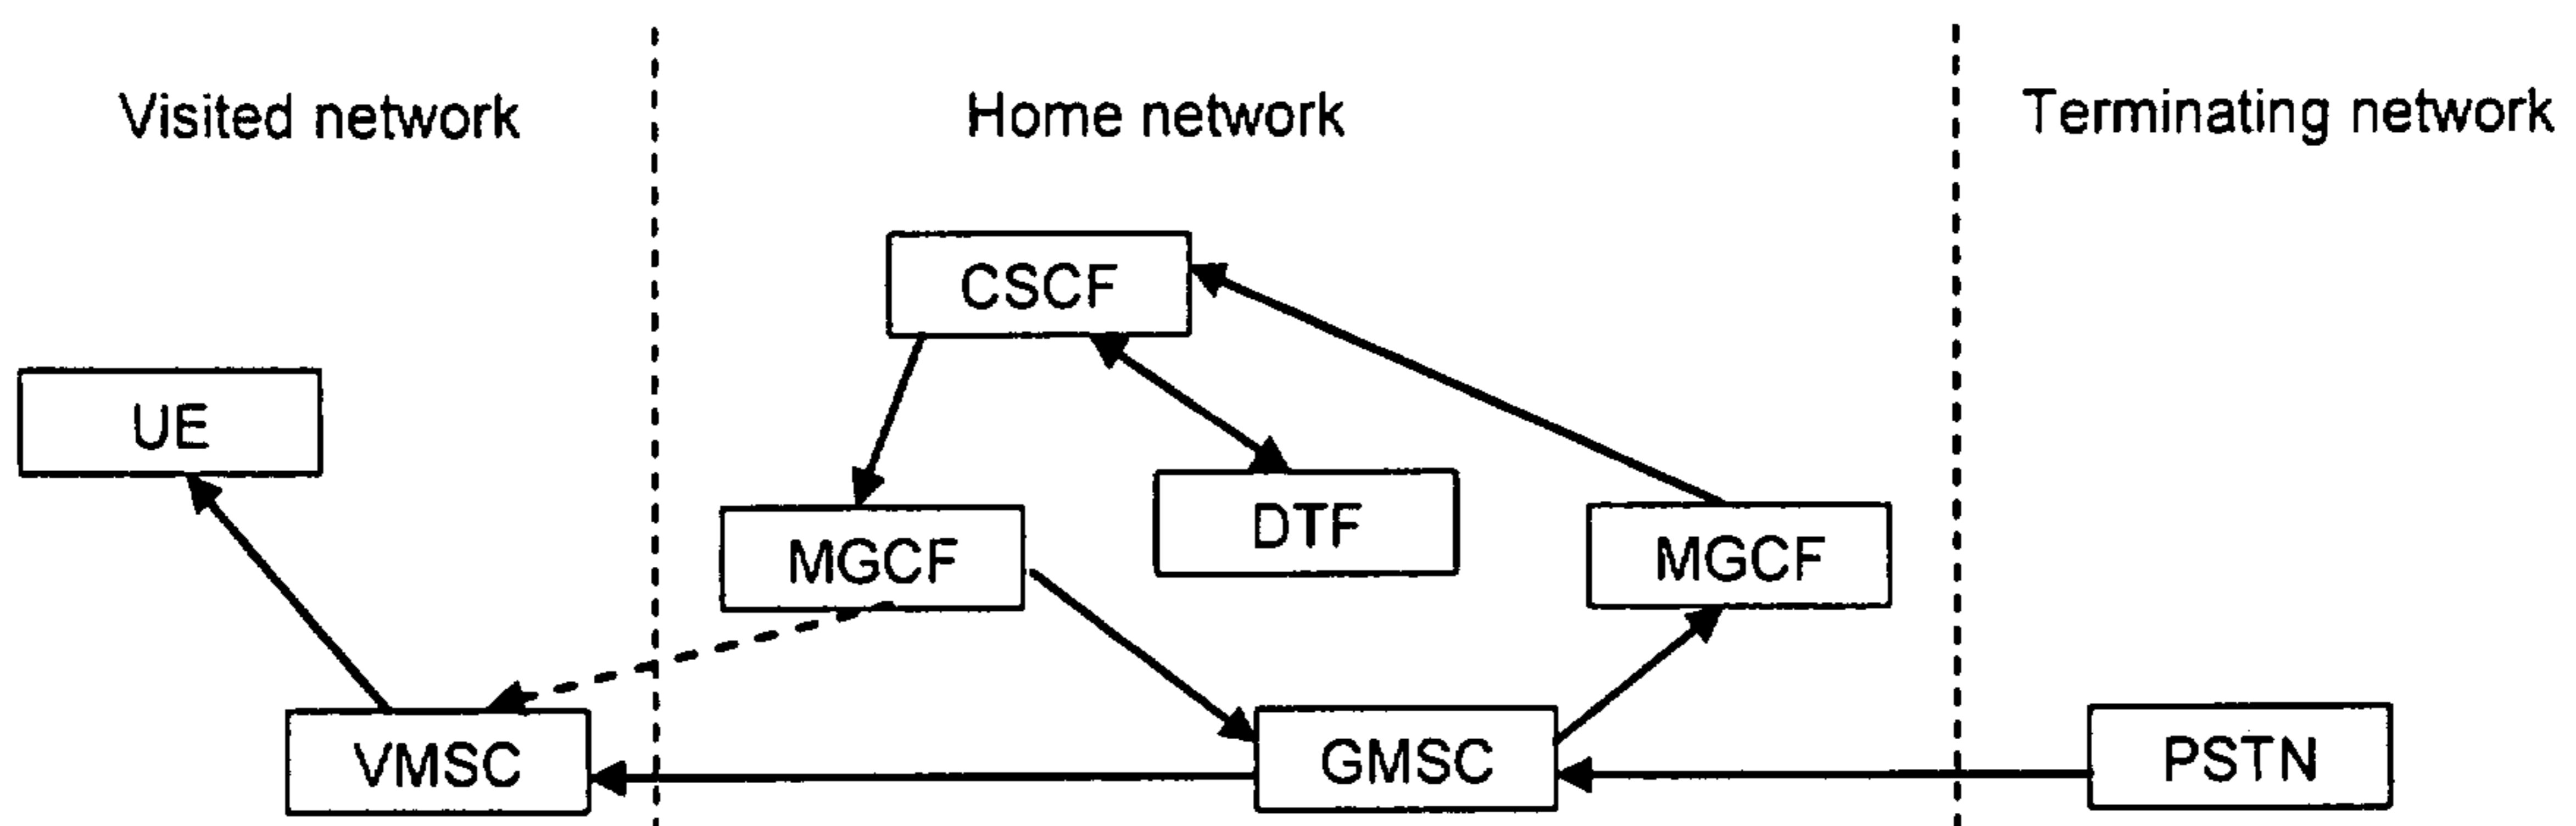 Visited network
Home network
Terminating network
CSCF
UE
DTF
MGCF
MGCF
VMSC
GMSC
PSTN